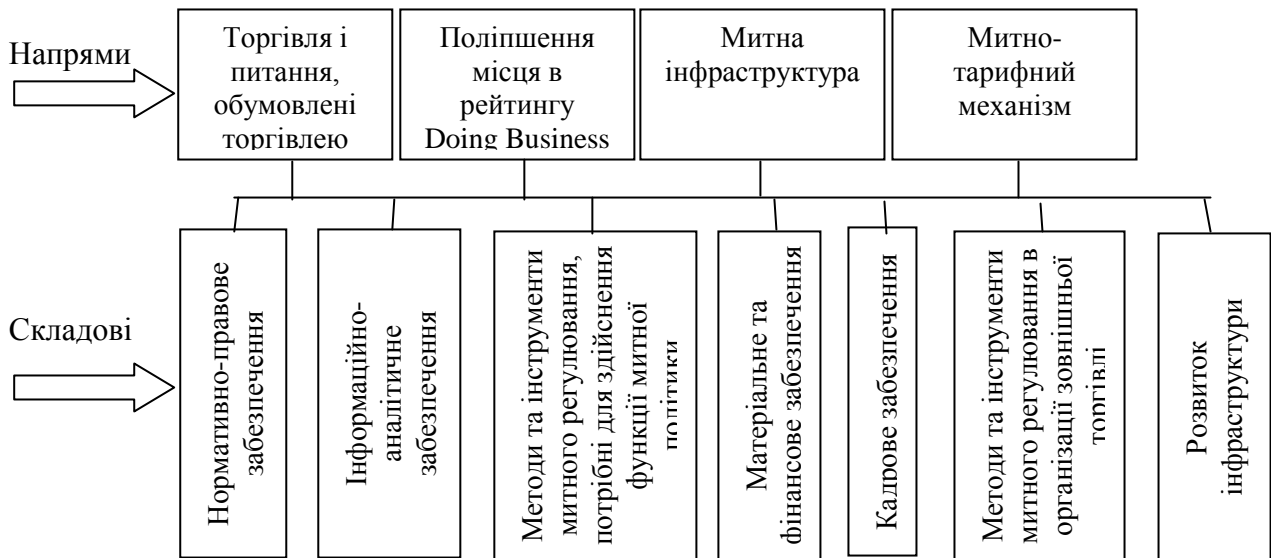 Напрями
Торгівля і
питання,
обумовлені
торгівлею
Поліпшення
місця в
рейтингу
Doing Business
Митна
інфраструктура
Митно-
тарифний
механізм
Складові
Нормативно-правове
забезпечення
Інформаційно-
аналітичне
забезпечення
Методи та інструменти
митного регулювання,
потрібні для здійснення
функції митної
політики
Матеріальне та
фінансове забезпечення
Кадрове забезпечення
Методи та інструменти
митного регулювання в
організації зовнішньої
торгівлі
Розвиток
інфраструктури